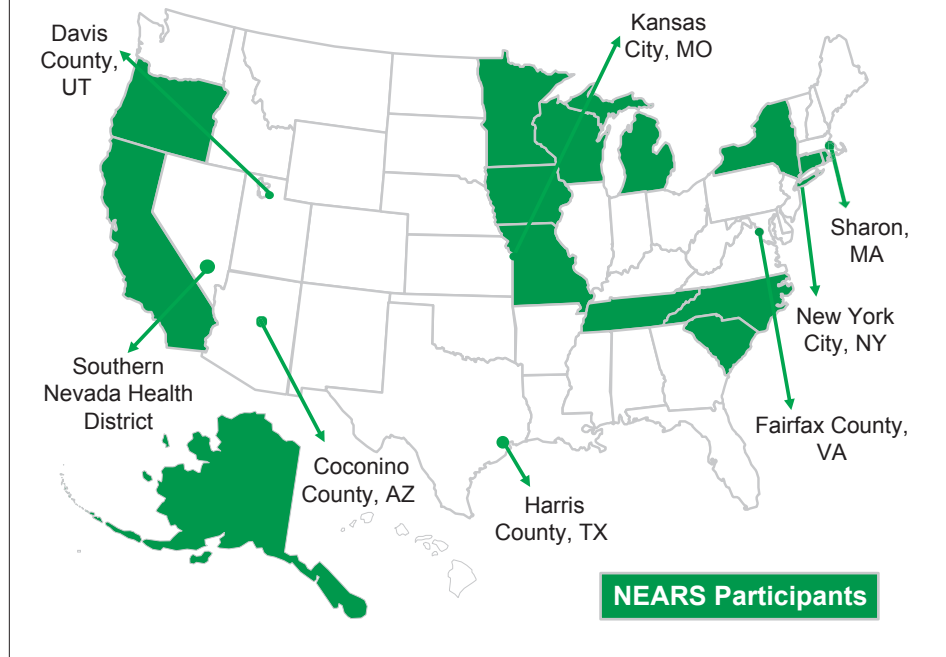 Davis
County,
UT
Kansas
City, MO
Sharon,
MA
New York
City, NY
Southern
Nevada Health
District
Fairfax County,
VA
Coconino
County, AZ
Harris
County, TX
NEARS Participants